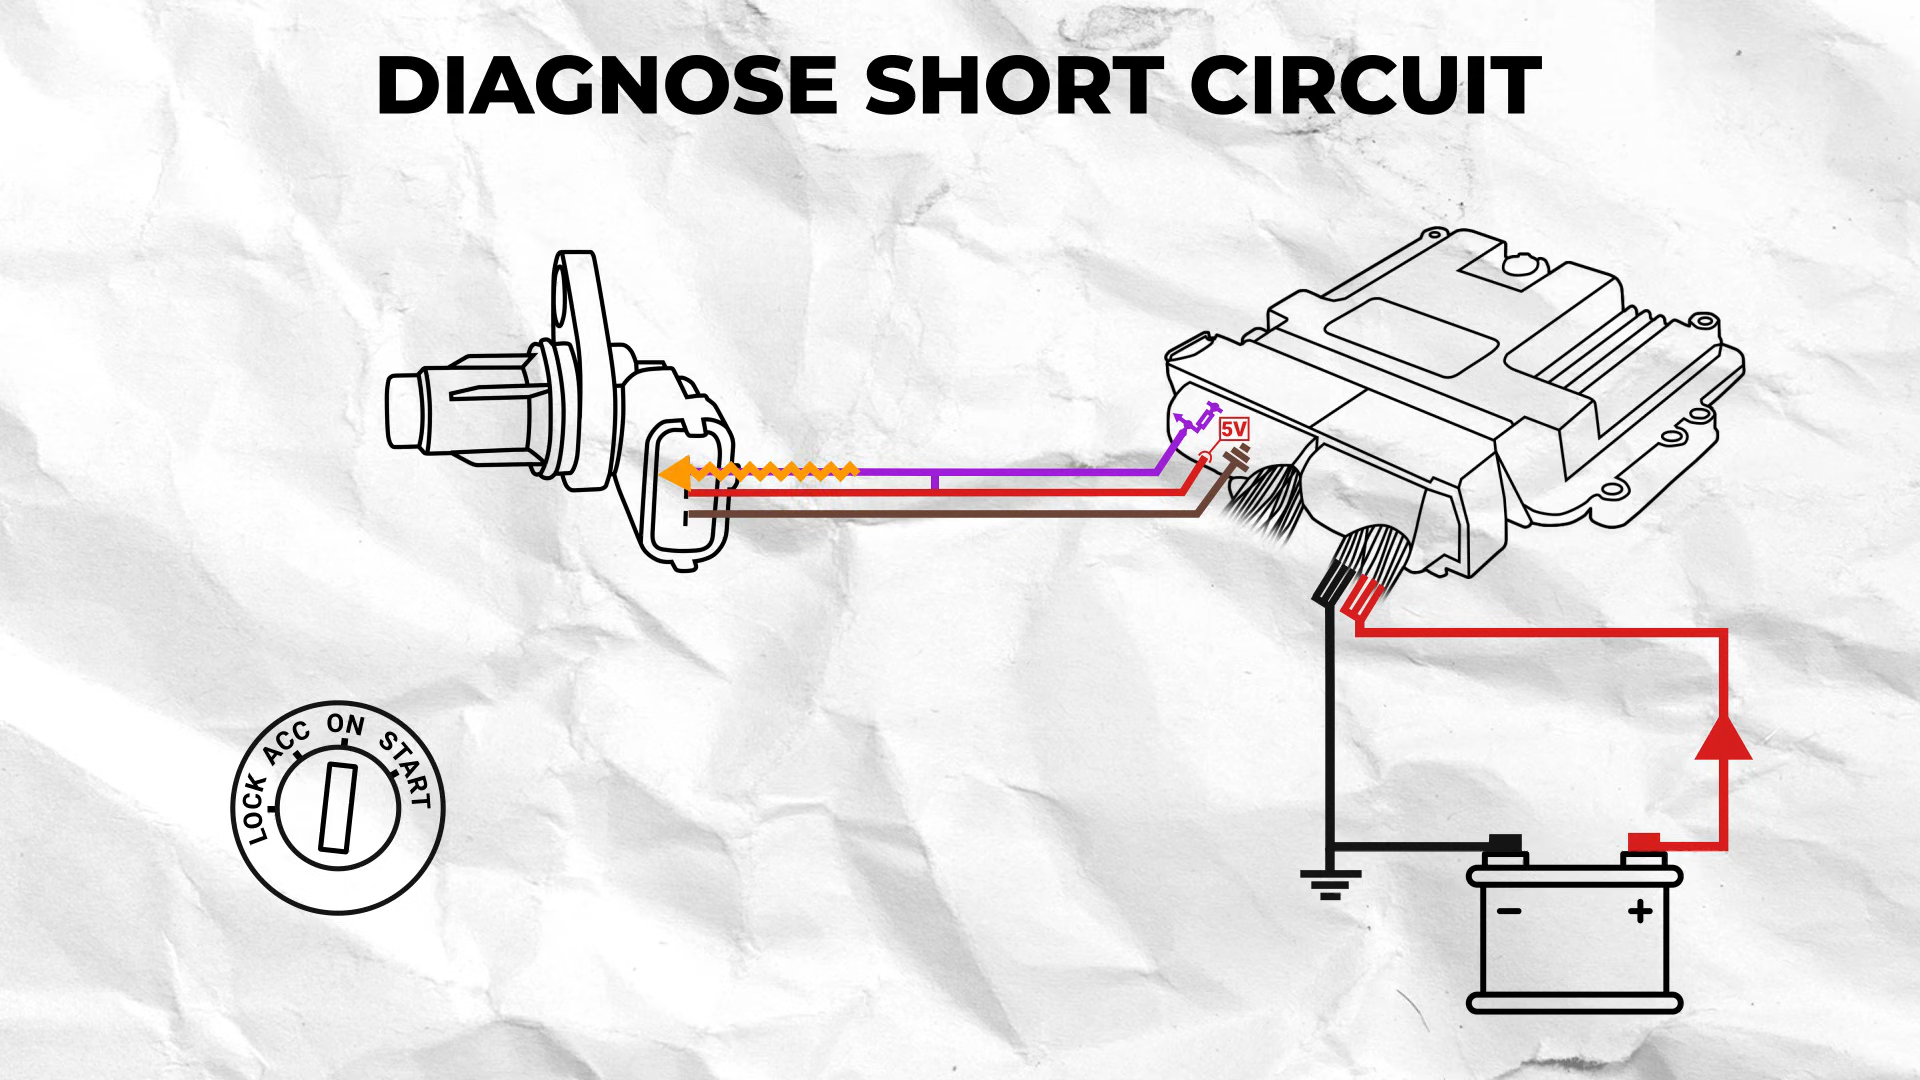 DIAGNOSE SHORT CIRCUIT
5V
LOCK ACC ON START
- +